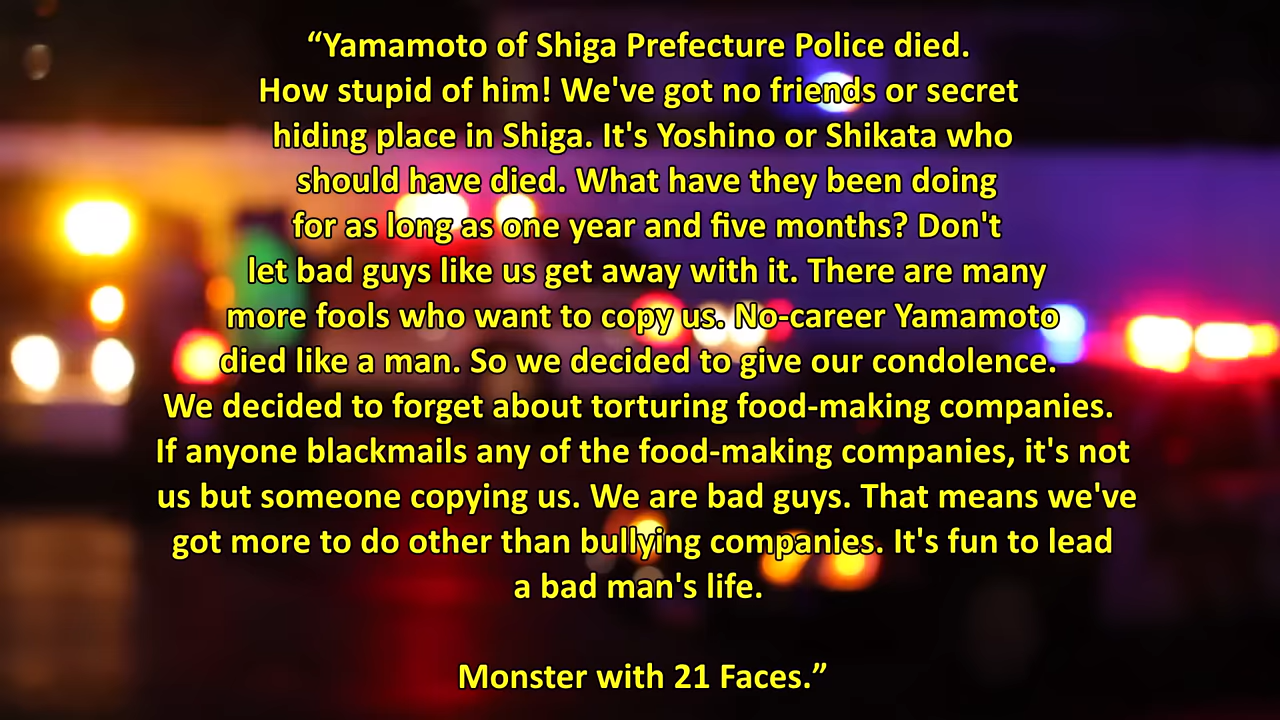 “Yamamoto of Shiga Prefecture Police died.
How stupid of him! We've got no friends or secret
hiding place in Shiga. It's Yoshino or Shikata who
should have died. What have they been doing
for as long as one year and five months? Don't
let bad guys like us get away with it. There are many
more fools who want to copy us. No-career Yamamoto
died like a man. So we decided to give our condolence.
We decided to forget about torturing food-making companies.
If anyone blackmails any of the food-making companies, it's not
us but someone copying us. We are bad guys. That means we've
got more to do other than bullying companies. It's fun to lead
a bad man's life.
Monster with 21 Faces.”